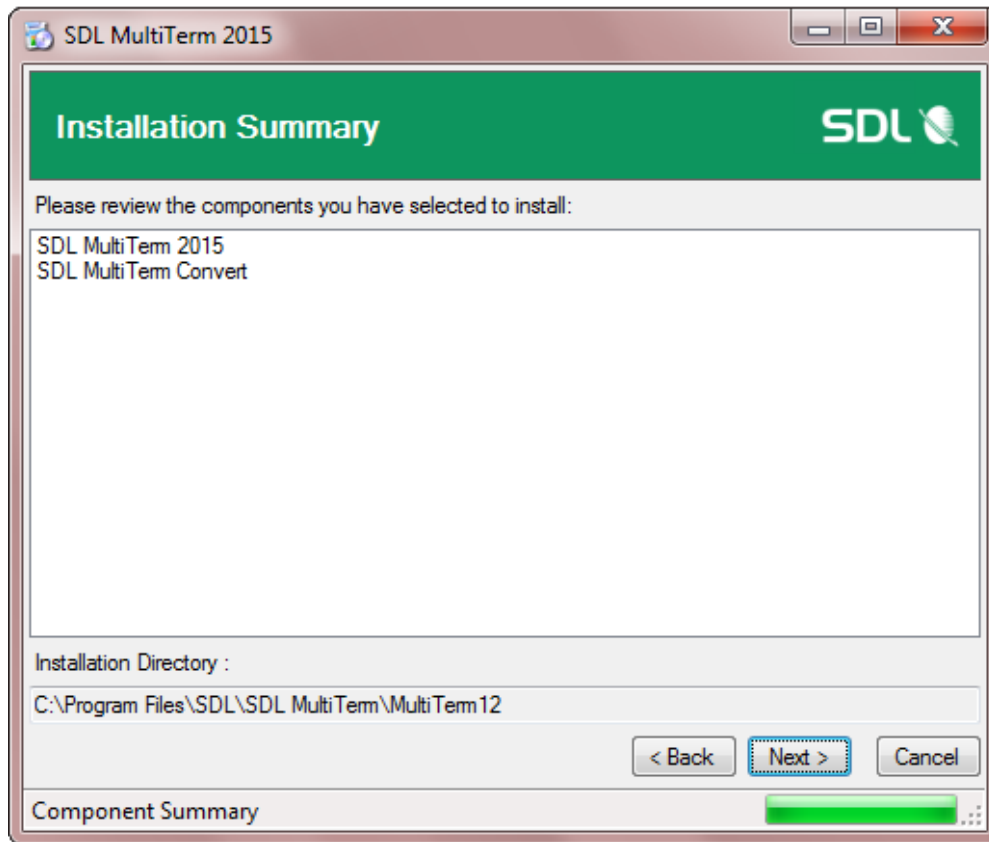 SDL MultiTerm 2015
Installation Summary
SDL
Please review the components you have selected to install:
SDL MultiTerm 2015
SDL MultiTerm Convert
Installation Directory :
C:\Program Files\SDL\SDL MultiTerm\MultiTerm12
< Back Next > Cancel
Component Summary